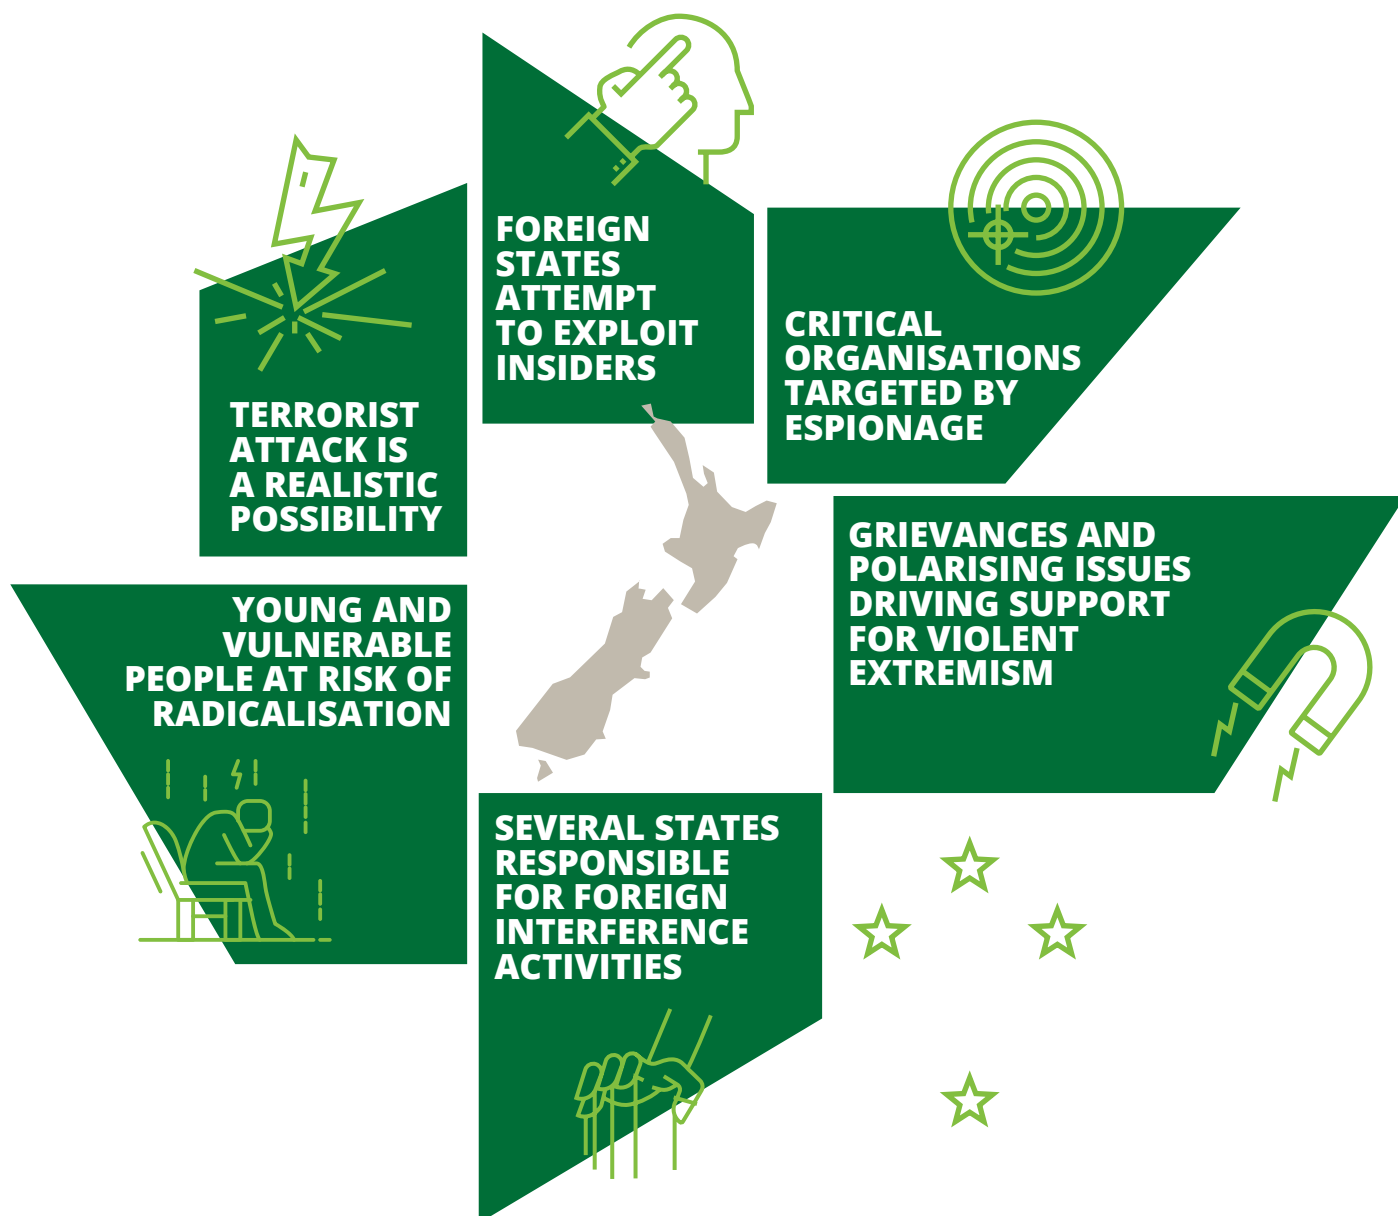 FOREIGN
STATES
ATTEMPT
TO EXPLOIT
INSIDERS
CRITICAL
ORGANISATIONS
TARGETED BY
ESPIONAGE
TERRORIST
ATTACK IS
A REALISTIC
POSSIBILITY
GRIEVANCES AND
POLARISING ISSUES
DRIVING SUPPORT
FOR VIOLENT
EXTREMISM
YOUNG AND
VULNERABLE
PEOPLE AT RISK OF
RADICALISATION
SEVERAL STATES
RESPONSIBLE
FOR FOREIGN
INTERFERENCE
ACTIVITIES